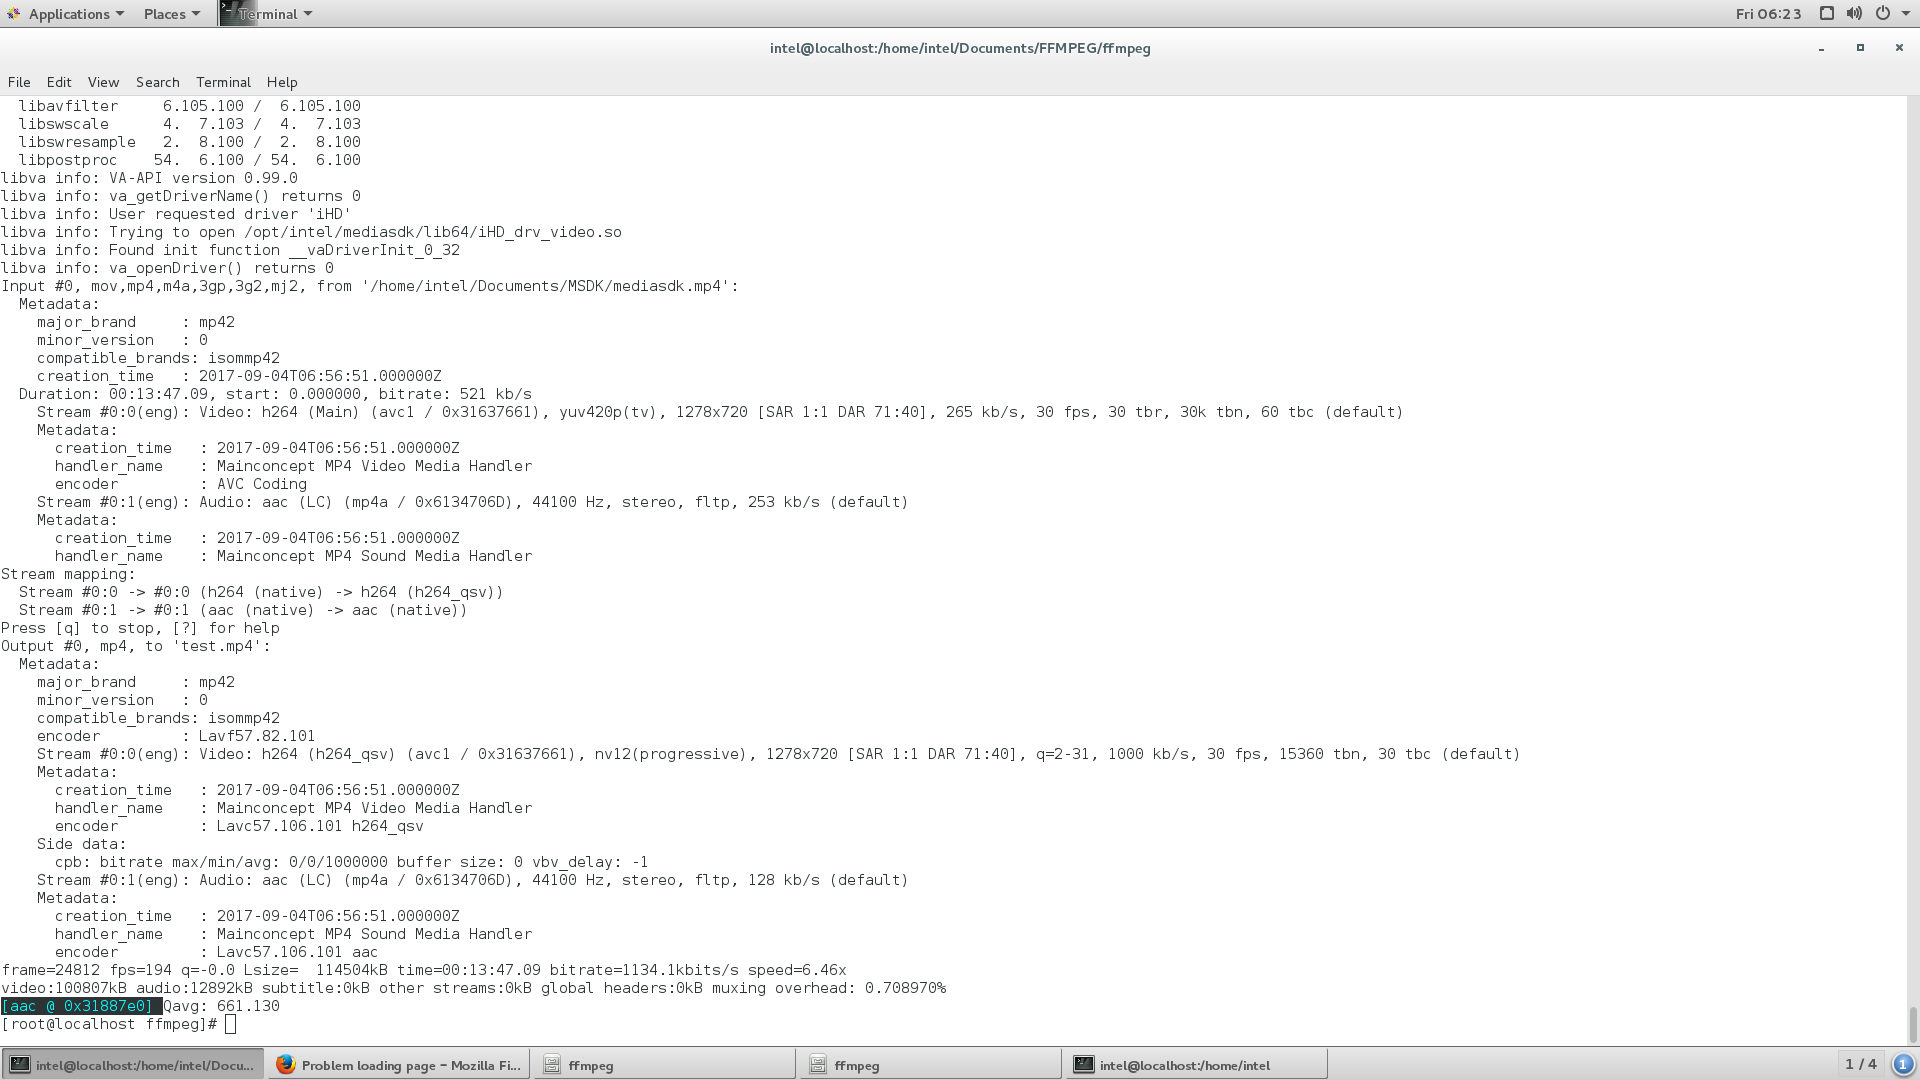 Applications Places Terminal Fri 06:23
intel@localhost:/home/intel/Documents/FFMPEG/ffmpeg
File Edit View Search Terminal Help
  libavfilter     6.105.100 /  6.105.100
  libswscale      4.  7.103 /  4.  7.103
  libswresample   2.  8.100 /  2.  8.100
  libpostproc    54.  6.100 / 54.  6.100
libva info: VA-API version 0.99.0
libva info: va_getDriverName() returns 0
libva info: User requested driver 'iHD'
libva info: Trying to open /opt/intel/mediasdk/lib64/iHD_drv_video.so
libva info: Found init function __vaDriverInit_0_32
libva info: va_openDriver() returns 0
Input #0, mov,mp4,m4a,3gp,3g2,mj2, from '/home/intel/Documents/MSDK/mediasdk.mp4':
  Metadata:
    major_brand     : mp42
    minor_version   : 0
    compatible_brands: isommp42
    creation_time   : 2017-09-04T06:56:51.000000Z
  Duration: 00:13:47.09, start: 0.000000, bitrate: 521 kb/s
    Stream #0:0(eng): Video: h264 (Main) (avc1 / 0x31637661), yuv420p(tv), 1278x720 [SAR 1:1 DAR 71:40], 265 kb/s, 30 fps, 30 tbr, 30k tbn, 60 tbc (default)
    Metadata:
      creation_time   : 2017-09-04T06:56:51.000000Z
      handler_name    : Mainconcept MP4 Video Media Handler
      encoder         : AVC Coding
    Stream #0:1(eng): Audio: aac (LC) (mp4a / 0x6134706D), 44100 Hz, stereo, fltp, 253 kb/s (default)
    Metadata:
      creation_time   : 2017-09-04T06:56:51.000000Z
      handler_name    : Mainconcept MP4 Sound Media Handler
Stream mapping:
  Stream #0:0 -> #0:0 (h264 (native) -> h264 (h264_qsv))
  Stream #0:1 -> #0:1 (aac (native) -> aac (native))
Press [q] to stop, [?] for help
Output #0, mp4, to 'test.mp4':
  Metadata:
    major_brand     : mp42
    minor_version   : 0
    compatible_brands: isommp42
    encoder         : Lavf57.82.101
    Stream #0:0(eng): Video: h264 (h264_qsv) (avc1 / 0x31637661), nv12(progressive), 1278x720 [SAR 1:1 DAR 71:40], q=2-31, 1000 kb/s, 30 fps, 15360 tbn, 30 tbc (default)
    Metadata:
      creation_time   : 2017-09-04T06:56:51.000000Z
      handler_name    : Mainconcept MP4 Video Media Handler
      encoder         : Lavc57.106.101 h264_qsv
    Side data:
      cpb: bitrate max/min/avg: 0/0/1000000 buffer size: 0 vbv_delay: -1
    Stream #0:1(eng): Audio: aac (LC) (mp4a / 0x6134706D), 44100 Hz, stereo, fltp, 128 kb/s (default)
    Metadata:
      creation_time   : 2017-09-04T06:56:51.000000Z
      handler_name    : Mainconcept MP4 Sound Media Handler
      encoder         : Lavc57.106.101 aac
frame=24812 fps=194 q=-0.0 Lsize=  114504kB time=00:13:47.09 bitrate=1134.1kbits/s speed=6.46x
video:100807kB audio:12892kB subtitle:0kB other streams:0kB global headers:0kB muxing overhead: 0.708970%
[aac @ 0x31887e0] Qavg: 661.130
[root@localhost ffmpeg]#
intel@localhost:/home/intel/Docu... Problem loading page - Mozilla Fi... ffmpeg ffmpeg intel@localhost:/home/intel 1 / 4 1